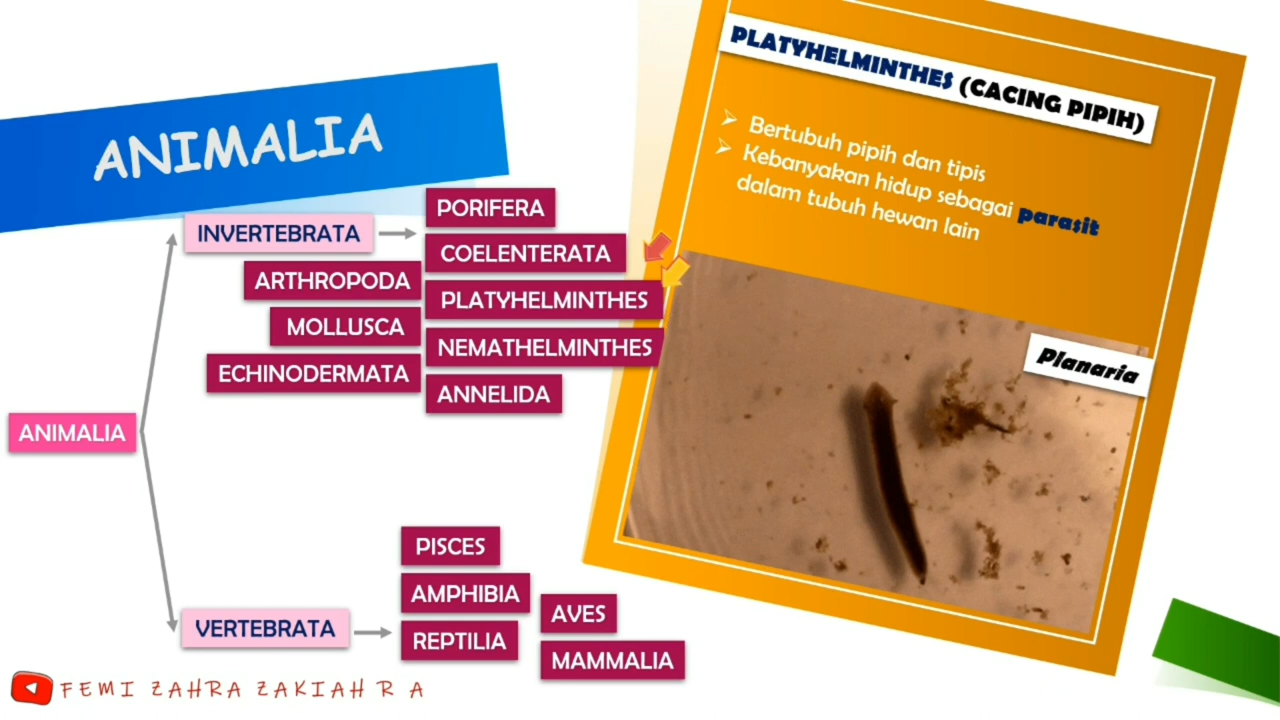 ANIMALIA
ANIMALIA
INVERTEBRATA
PORIFERA
COELENTERATA
PLATYHELMINTHES
NEMATHELMINTHES
ANNELIDA
ARTHROPODA
MOLLUSCA
ECHINODERMATA
VERTEBRATA
PISCES
AMPHIBIA
REPTILIA
AVES
MAMMALIA
PLATYHELMINTHES (CACING PIPIH)
Bertubuh pipih dan tipis
Kebanyakan hidup sebagai parasit
dalam tubuh hewan lain
Planaria
FEMI ZAHRA ZAKIAH R A